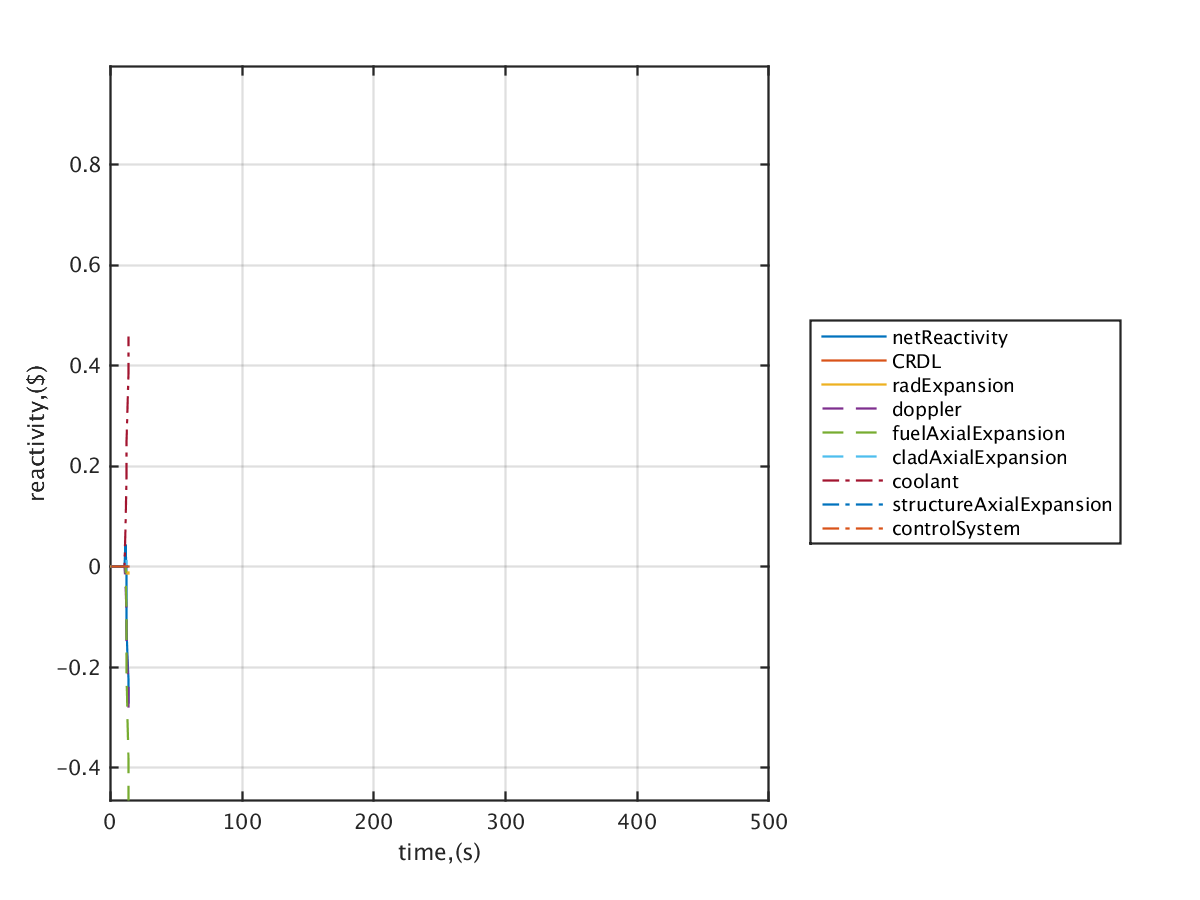 0.8
0.6
0.4
0.2
0
−0.2
−0.4
reactivity,($)
0 100 200 300 400 500
time,(s)
netReactivity
CRDL
radExpansion
doppler
fuelAxialExpansion
cladAxialExpansion
coolant
structureAxialExpansion
controlSystem